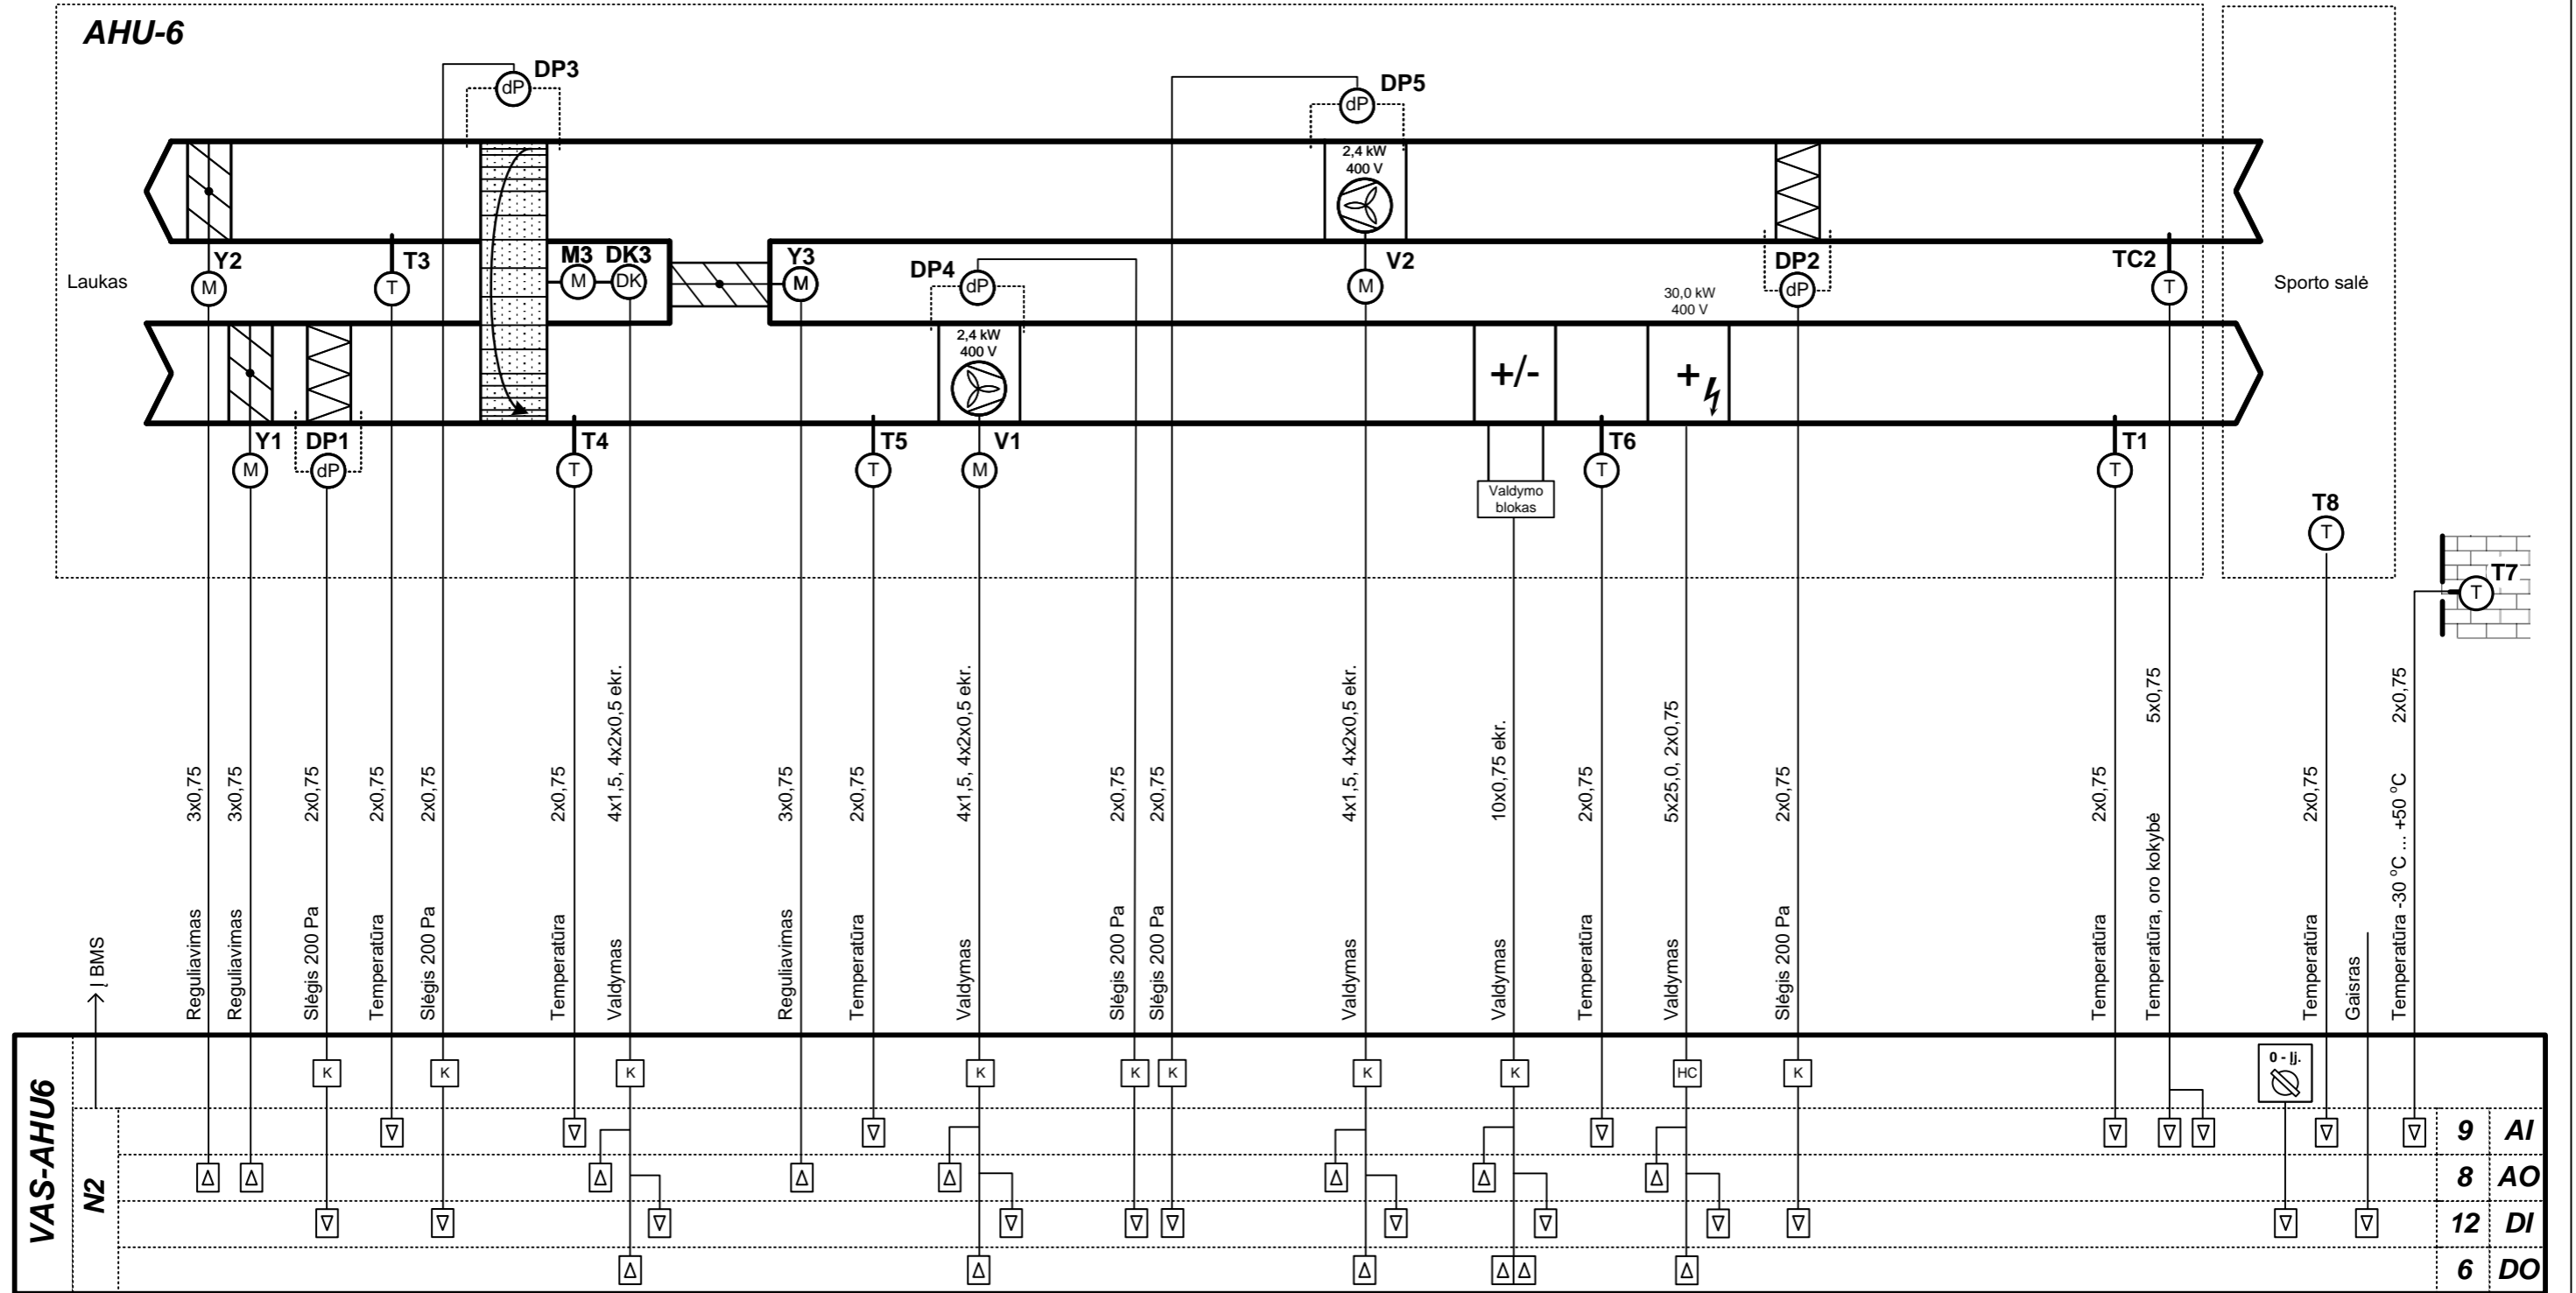 AHU-6
DP3
dP
DP5
dP
2,4 kW
400 V
Y2
M
T3
T
M3
M
DK3
DK
Y3
M
DP4
dP
V2
M
DP2
dP
TC2
T
Laukas
Sporto salė
30,0 kW
400 V
2,4 kW
400 V
+/-
+
Y1
M
DP1
dP
T4
T
T5
T
V1
M
T6
T
T1
T
Valdymo
blokas
T8
T
T7
T
Į BMS
Reguliavimas 3x0,75
Reguliavimas 3x0,75
Slėgis 200 Pa 2x0,75
Temperatūra 2x0,75
Slėgis 200 Pa 2x0,75
Temperatūra 2x0,75
Valdymas 4x1,5, 4x2x0,5 ekr.
Reguliavimas 3x0,75
Temperatūra 2x0,75
Valdymas 4x1,5, 4x2x0,5 ekr.
Slėgis 200 Pa 2x0,75
Slėgis 200 Pa 2x0,75
Valdymas 4x1,5, 4x2x0,5 ekr.
Valdymas 10x0,75 ekr.
Temperatūra 2x0,75
Valdymas 5x25,0, 2x0,75
Slėgis 200 Pa 2x0,75
Temperatūra 2x0,75
Temperatūra, oro kokybė 5x0,75
Temperatūra 2x0,75
Gaisras
Temperatūra -30 °C ... +50 °C 2x0,75
VAS-AHU6
N2
K K K K K K K K HC K
0 - Įj.
9 AI
8 AO
12 DI
6 DO